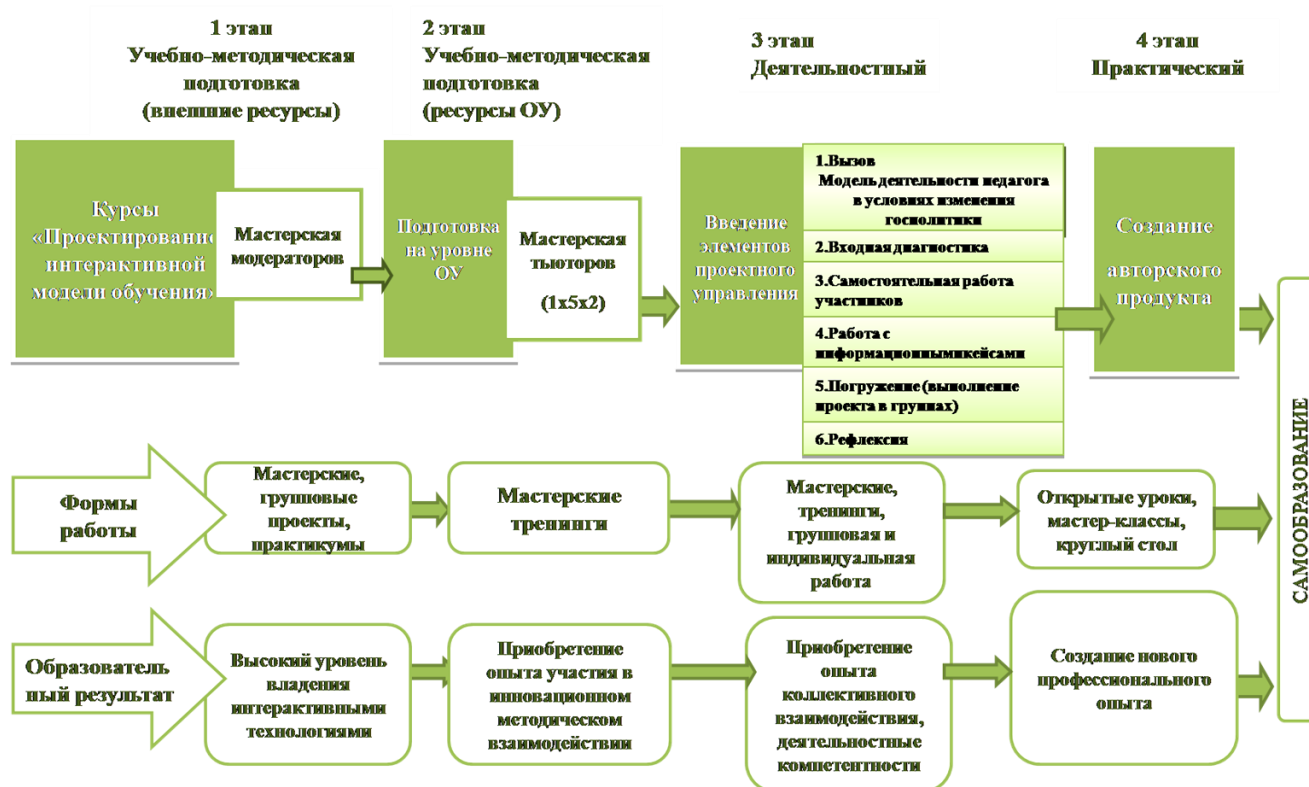 1 этап
Учебно-методическая
подготовка
(внешние ресурсы)
2 этап
Учебно-методическая
подготовка
(ресурсы ОУ)
3 этап
Деятельностный
4 этап
Практический
Курсы
«Проектирование
интерактивной
модели обучения»
Мастерская
модераторов
Подготовка
на уровне
ОУ
Мастерская
тьюторов
(1х5х2)
Введение
элементов
проектного
управления
1.Вызов
Модель деятельности педагога
в условиях изменения
госполитики
2.Входная диагностика
3.Самостоятельная работа
участников
4.Работа с
информационнымикейсами
5.Погружение (выполнение
проекта в группах)
6.Рефлексия
Создание
авторского
продукта
САМООБРАЗОВАНИЕ
Формы
работы
Мастерские,
групповые
проекты,
практикумы
Мастерские
тренинги
Мастерские,
тренинги,
групповая и
индивидуальная
работа
Открытые уроки,
мастер-классы,
круглый стол
Образователь
ный результат
Высокий уровень
владения
интерактивными
технологиями
Приобретение
опыта участия в
инновационном
методическом
взаимодействии
Приобретение
опыта
коллективного
взаимодействия,
деятельностные
компетентности
Создание нового
профессионального
опыта